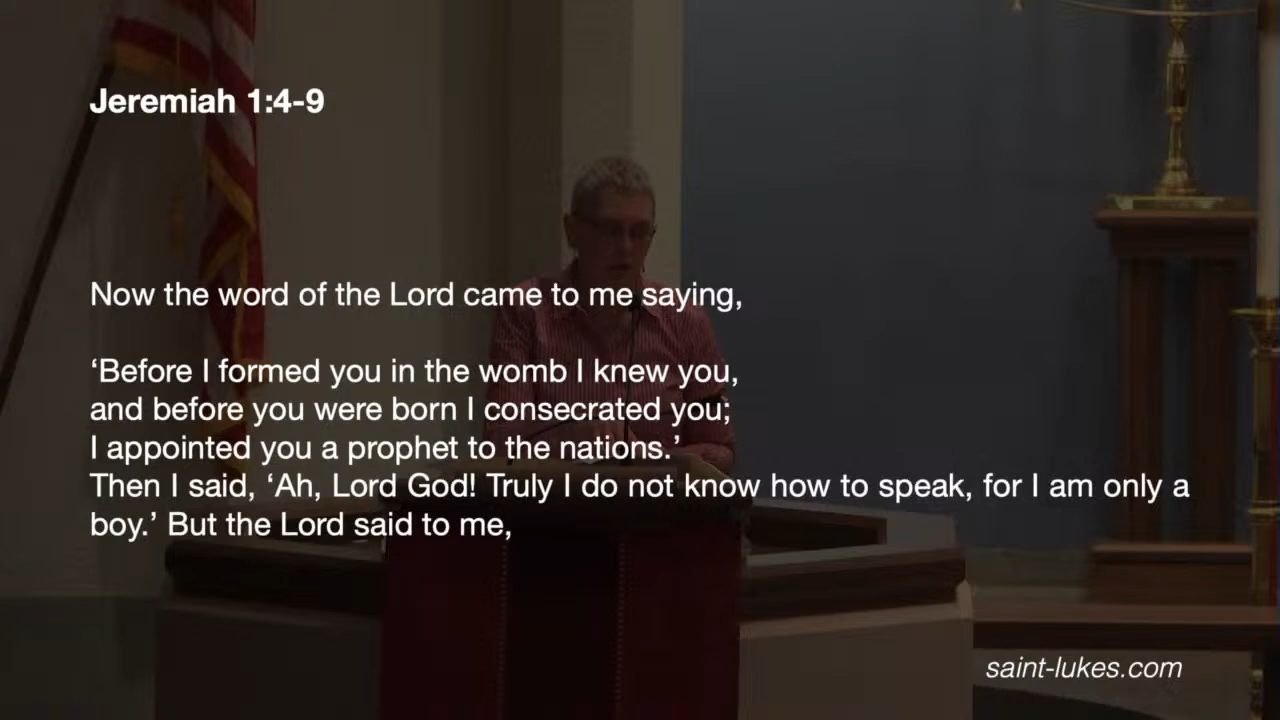 Jeremiah 1:4-9
Now the word of the Lord came to me saying,
‘Before I formed you in the womb I knew you,
and before you were born I consecrated you;
I appointed you a prophet to the nations.’
Then I said, ‘Ah, Lord God! Truly I do not know how to speak, for I am only a
boy.’ But the Lord said to me,
saint-lukes.com